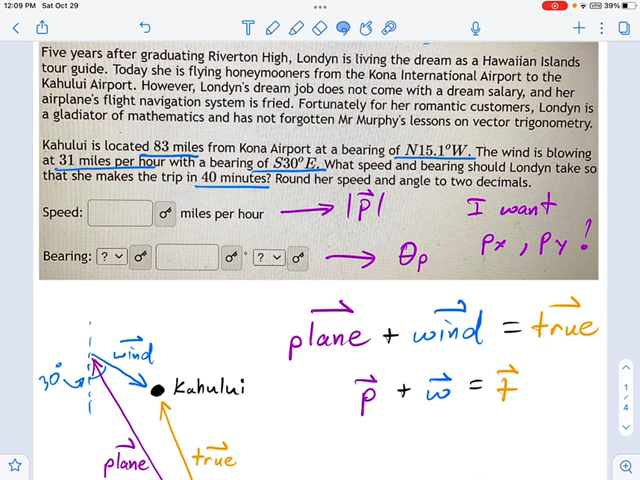 12:09 PM Sat Oct 29
39%
Five years after graduating Riverton High, Londyn is living the dream as a Hawaiian Islands
tour guide. Today she is flying honeymooners from the Kona International Airport to the
Kahului Airport. However, Londyn's dream job does not come with a dream salary, and her
airplane's flight navigation system is fried. Fortunately for her romantic customers, Londyn is
a gladiator of mathematics and has not forgotten Mr Murphy's lessons on vector trigonometry.
Kahului is located 83 miles from Kona Airport at a bearing of N15.1°W. The wind is blowing
at 31 miles per hour with a bearing of S30°E. What speed and bearing should Londyn take so
that she makes the trip in 40 minutes? Round her speed and angle to two decimals.
Speed: miles per hour → |p⃗| I want
px, py?
Bearing: ? ° ? → θp
plane + wind = true
p⃗ + w⃗ = t⃗
wind
30°
Kahului
plane
true
1/4